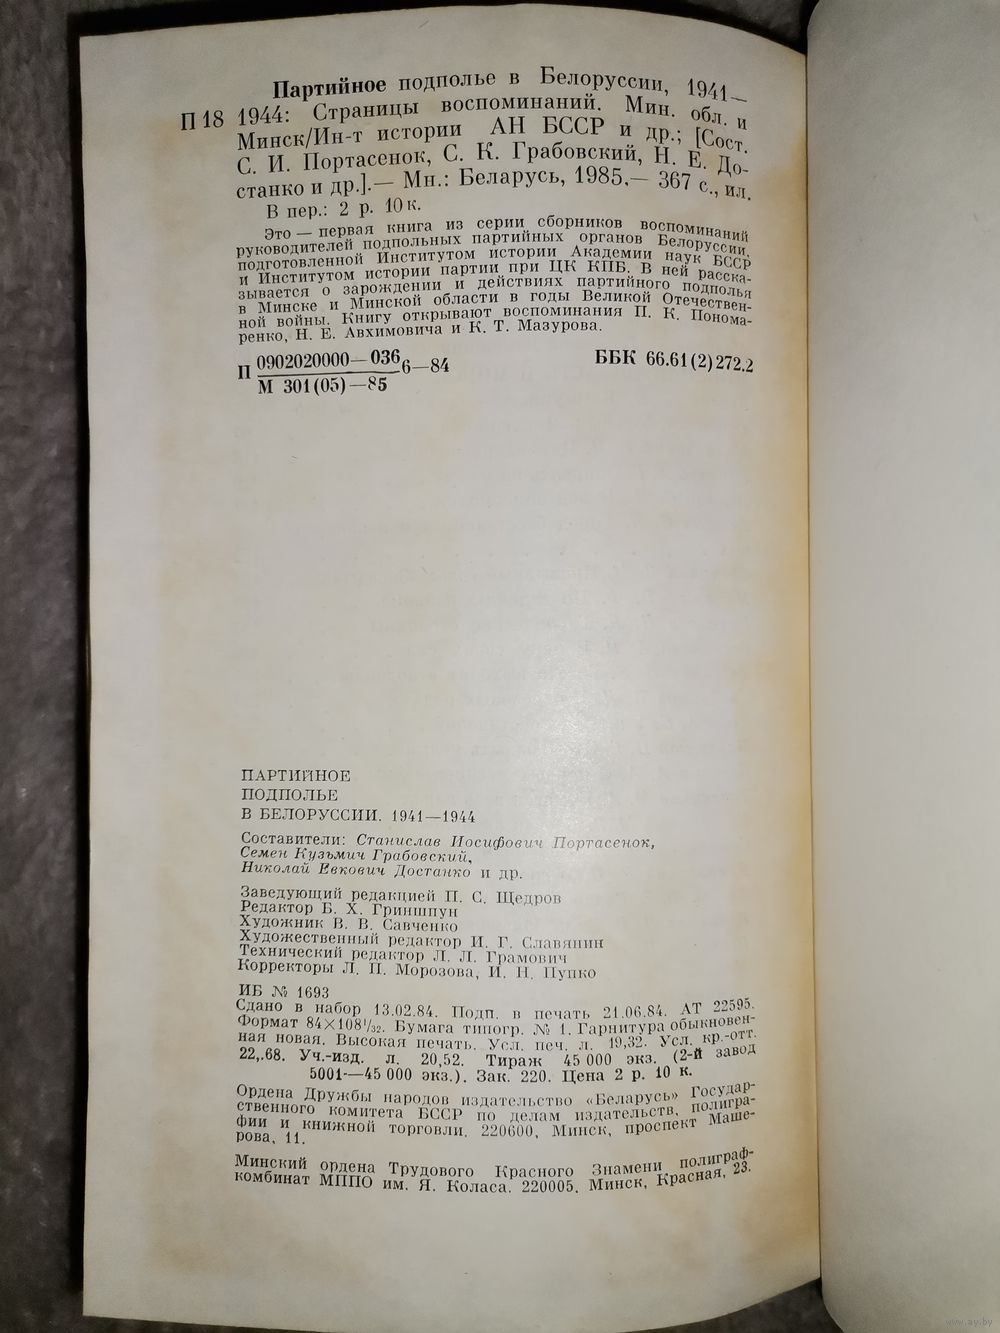 Партийное подполье в Белоруссии, 1941—
П 18 1944: Страницы воспоминаний. Мин. обл. и
Минск/Ин-т истории АН БССР и др.; [Сост.
С. И. Портасенок, С. К. Грабовский, Н. Е. До-
станко и др.].— Мн.: Беларусь, 1985.— 367 с., ил.
В пер.: 2 р. 10 к.
Это — первая книга из серии сборников воспоминаний
руководителей подпольных партийных органов Белоруссии,
подготовленной Институтом истории Академии наук БССР
и Институтом истории партии при ЦК КПБ. В ней расска-
зывается о зарождении и действиях партийного подполья
в Минске и Минской области в годы Великой Отечествен-
ной войны. Книгу открывают воспоминания П. К. Понома-
ренко, Н. Е. Авхимовича и К. Т. Мазурова.
П 0902020000—036 6—84 ББК 66.61(2)272.2
М 301(05)—85
ПАРТИЙНОЕ
ПОДПОЛЬЕ
В БЕЛОРУССИИ. 1941—1944
Составители: Станислав Иосифович Портасенок,
Семен Кузьмич Грабовский,
Николай Евкович Достанко и др.
Заведующий редакцией П. С. Щедров
Редактор Б. Х. Гриншпун
Художник В. В. Савченко
Художественный редактор И. Г. Славянин
Технический редактор Л. Л. Грамович
Корректоры Л. П. Морозова, И. Н. Пупко
ИБ № 1693
Сдано в набор 13.02.84. Подп. в печать 21.06.84. АТ 22595.
Формат 84×108¹/₃₂. Бумага типогр. № 1. Гарнитура обыкновен-
ная новая. Высокая печать. Усл. печ. л. 19,32. Усл. кр.-отт.
22,.68. Уч.-изд. л. 20,52. Тираж 45 000 экз. (2-й завод
5001—45 000 экз.). Зак. 220. Цена 2 р. 10 к.
Ордена Дружбы народов издательство «Беларусь» Государ-
ственного комитета БССР по делам издательств, полигра-
фии и книжной торговли. 220600, Минск, проспект Маше-
рова, 11.
Минский ордена Трудового Красного Знамени полиграф-
комбинат МППО им. Я. Коласа. 220005. Минск, Красная, 23.
www.ay.by